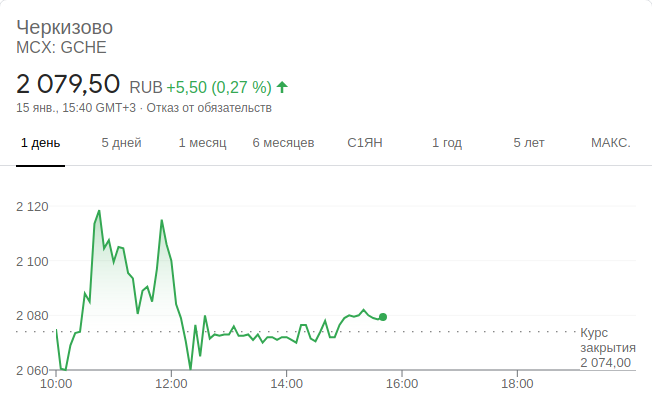 Черкизово
MCX: GCHE
2 079,50 RUB +5,50 (0,27 %)
15 янв., 15:40 GMT+3 · Отказ от обязательств
1 день 5 дней 1 месяц 6 месяцев С1ЯН 1 год 5 лет МАКС.
2 120
2 100
2 080
Курс
закрытия
2 074,00
2 060
10:00 12:00 14:00 16:00 18:00